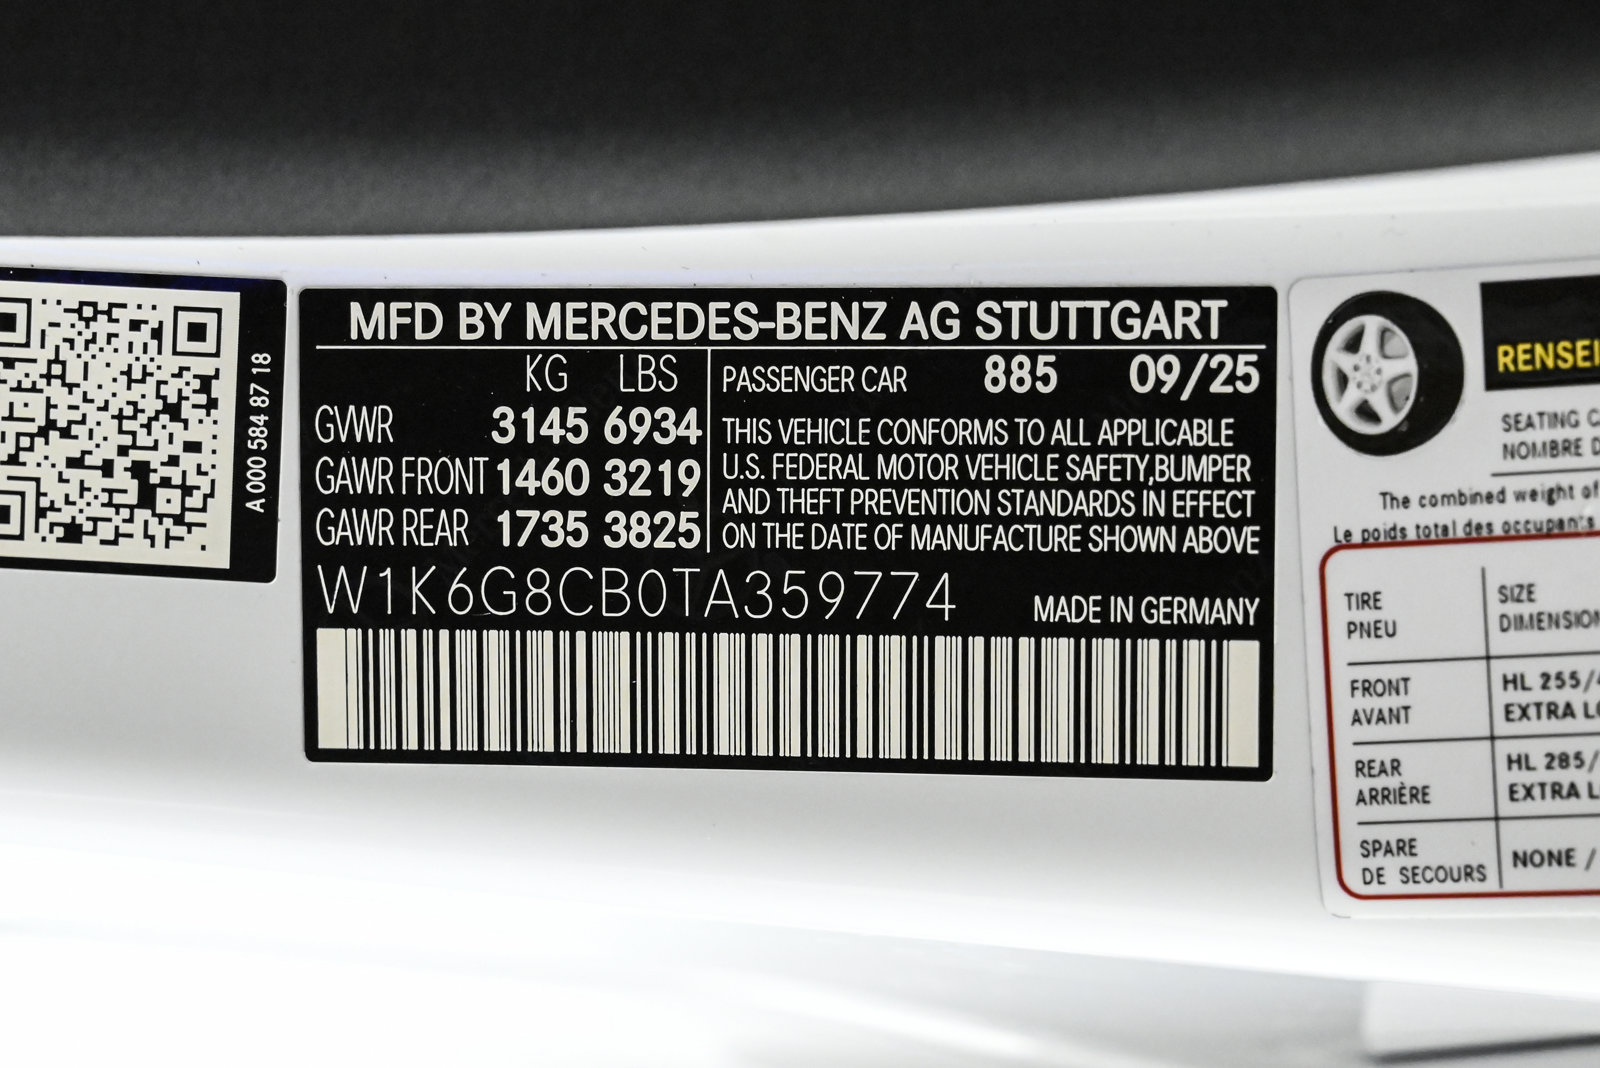 A 000 584 87 18
MFD BY MERCEDES-BENZ AG STUTTGART
KG LBS
GVWR 3145 6934
GAWR FRONT 1460 3219
GAWR REAR 1735 3825
PASSENGER CAR 885 09/25
THIS VEHICLE CONFORMS TO ALL APPLICABLE
U.S. FEDERAL MOTOR VEHICLE SAFETY,BUMPER
AND THEFT PREVENTION STANDARDS IN EFFECT
ON THE DATE OF MANUFACTURE SHOWN ABOVE
W1K6G8CB0TA359774
MADE IN GERMANY
SEATING
NOMBRE
The combined weight of
Le poids total des occupants
TIRE
PNEU
SIZE
DIMENSION
FRONT
AVANT
HL 255/
EXTRA
REAR
ARRIÈRE
HL 285/
EXTRA
SPARE
DE SECOURS
NONE /